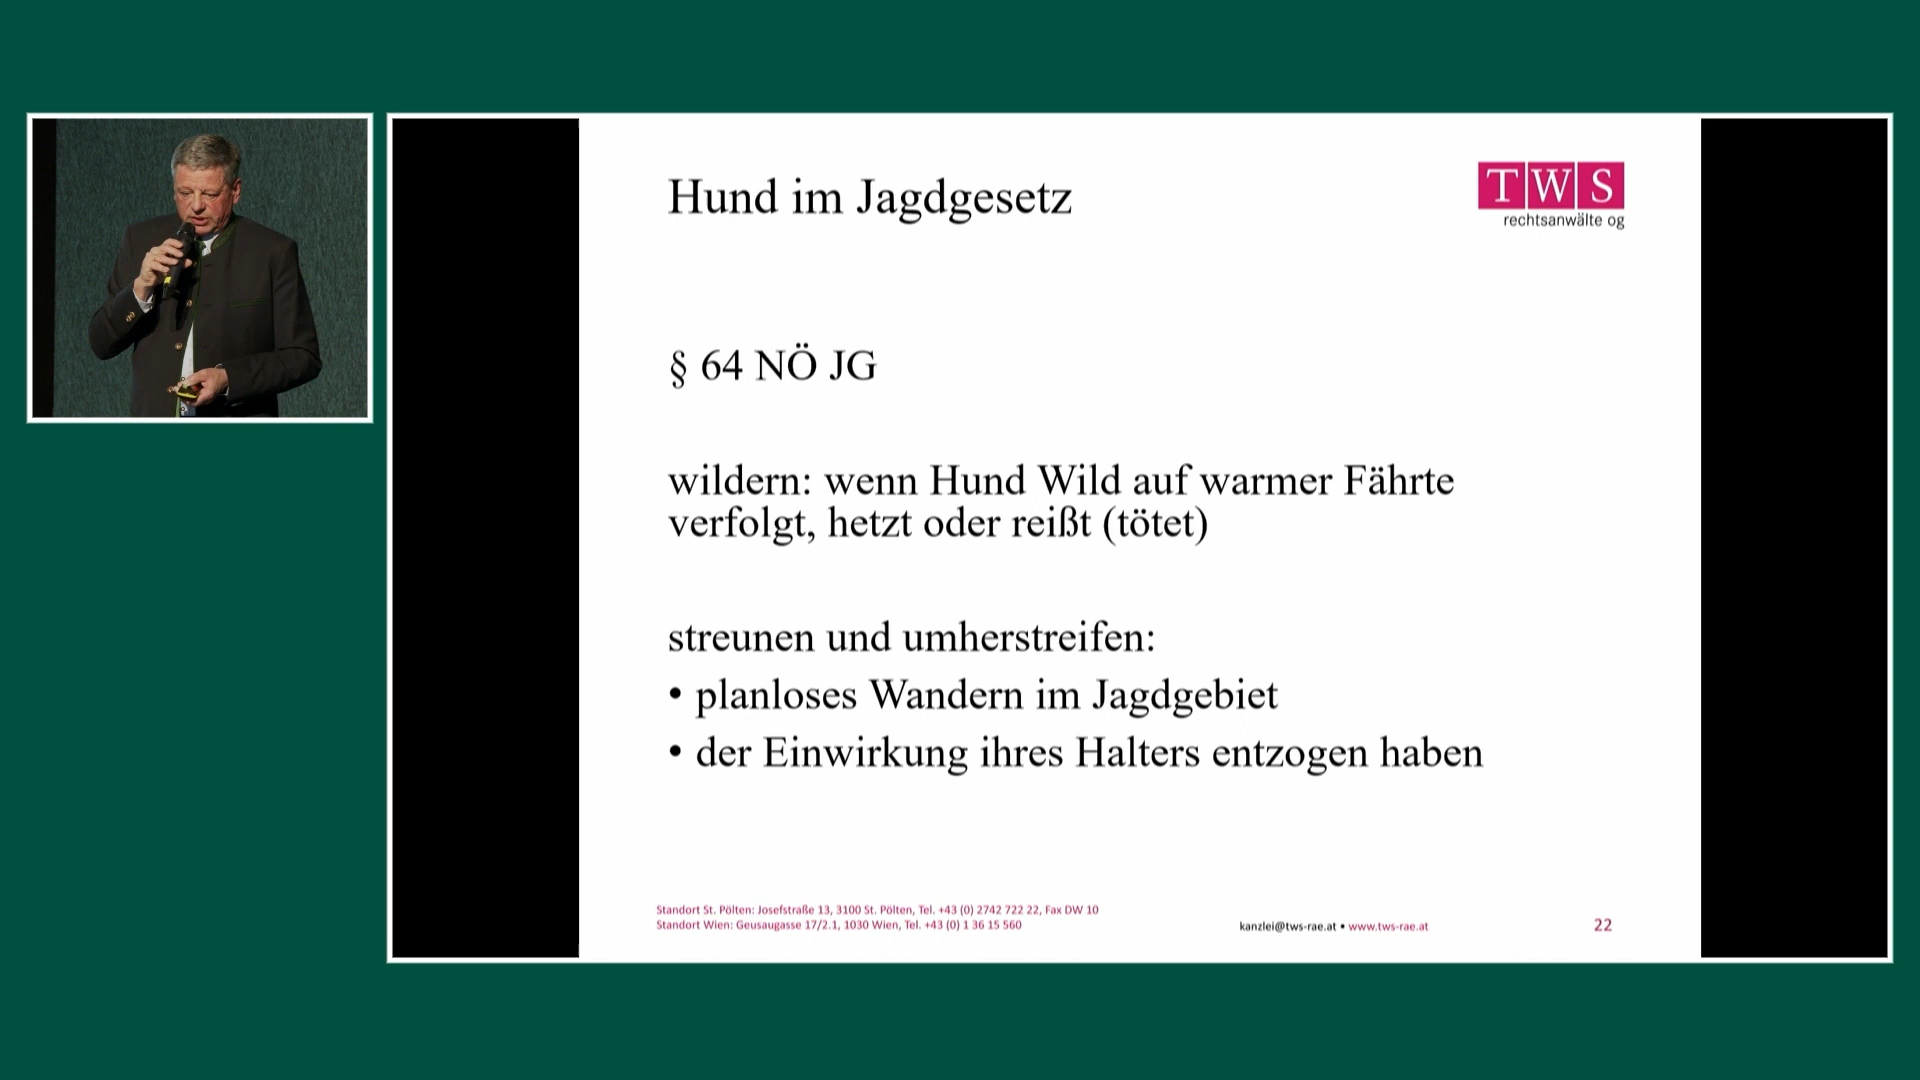 Hund im Jagdgesetz
TWS
rechtsanwälte og
§ 64 NÖ JG
wildern: wenn Hund Wild auf warmer Fährte
verfolgt, hetzt oder reißt (tötet)
streunen und umherstreifen:
• planloses Wandern im Jagdgebiet
• der Einwirkung ihres Halters entzogen haben
Standort St. Pölten: Josefstraße 13, 3100 St. Pölten, Tel. +43 (0) 2742 722 22, Fax DW 10
Standort Wien: Geusaugasse 17/2.1, 1030 Wien, Tel. +43 (0) 1 36 15 560
kanzlei@tws-rae.at • www.tws-rae.at
22